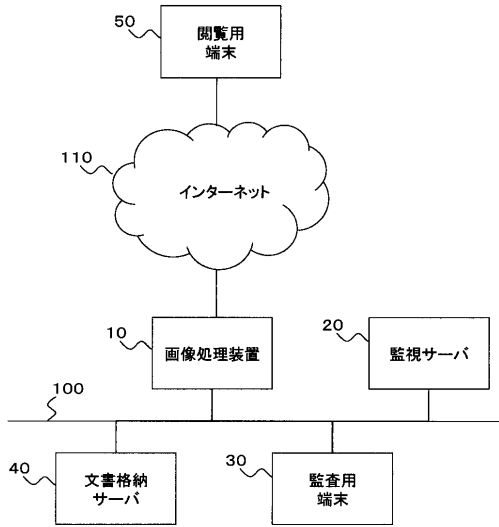 50
閲覧用
端末
110
インターネット
10
画像処理装置
20
監視サーバ
100
40
文書格納
サーバ
30
監査用
端末